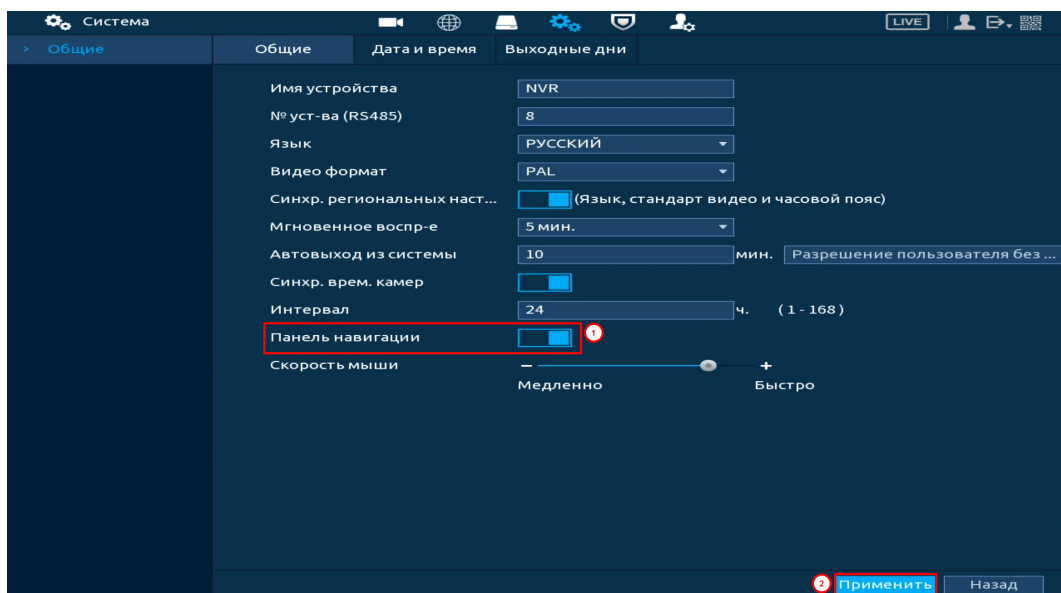 Система
LIVE
> Общие
Общие Дата и время Выходные дни
Имя устройства NVR
№ уст-ва (RS485) 8
Язык РУССКИЙ
Видео формат PAL
Синхр. региональных наст... (Язык, стандарт видео и часовой пояс)
Мгновенное воспр-е 5 мин.
Автовыход из системы 10 мин. Разрешение пользователя без ...
Синхр. врем. камер
Интервал 24 ч. ( 1 - 168 )
Панель навигации 1
Скорость мыши − +
Медленно Быстро
2 Применить Назад